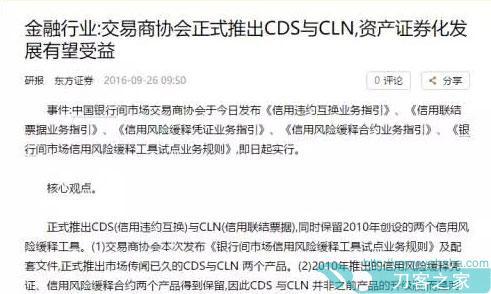 金融行业:交易商协会正式推出CDS与CLN,资产证券化发
展有望受益
研报 东方证券 2016-09-26 09:50
0 评论
分享
事件:中国银行间市场交易商协会于今日发布《信用违约互换业务指引》、《信用联结
票据业务指引》、《信用风险缓释凭证业务指引》、《信用风险缓释合约业务指引》、《银
行间市场信用风险缓释工具试点业务规则》,即日起实行。
核心观点。
正式推出CDS(信用违约互换)与CLN(信用联结票据),同时保留2010年创设的两个信用风
险缓释工具。(1)交易商协会本次发布《银行间市场信用风险缓释工具试点业务规则》及配
套文件,正式推出市场传闻已久的CDS与CLN 两个产品。(2)2010年推出的信用风险缓释凭
证、信用风险缓释合约两个产品得到保留,因此CDS 与CLN 并非之前产品的
刀客之家